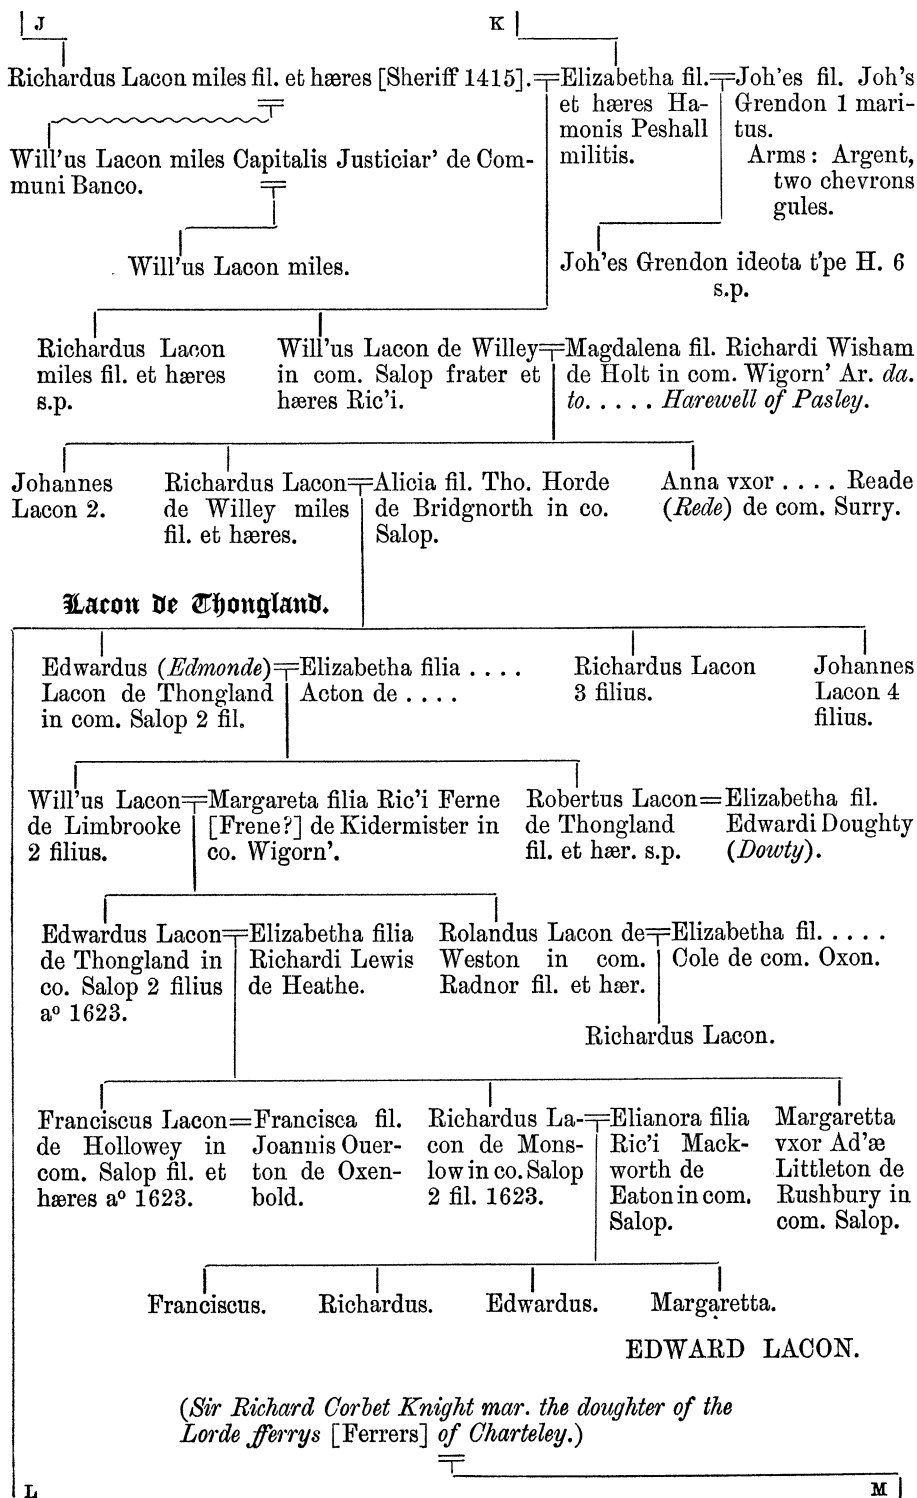 J
K
Richardus Lacon miles fil. et hæres [Sheriff 1415].
Elizabetha fil.
et hæres Ha-
monis Peshall
militis.
Joh'es fil. Joh's
Grendon 1 mari-
tus.
Arms: Argent,
two chevrons
gules.
Will'us Lacon miles Capitalis Justiciar' de Com-
muni Banco.
Will'us Lacon miles.
Joh'es Grendon ideota t'pe H. 6
s.p.
Richardus Lacon
miles fil. et hæres
s.p.
Will'us Lacon de Willey
in com. Salop frater et
hæres Ric'i.
Magdalena fil. Richardi Wisham
de Holt in com. Wigorn' Ar. da.
to. . . . . Harewell of Pasley.
Johannes
Lacon 2.
Richardus Lacon
de Willey miles
fil. et hæres.
Alicia fil. Tho. Horde
de Bridgnorth in co.
Salop.
Anna vxor . . . . Reade
(Rede) de com. Surry.
Lacon de Thongland.
Edwardus (Edmonde)
Lacon de Thongland
in com. Salop 2 fil.
Elizabetha filia . . . .
Acton de . . . .
Richardus Lacon
3 filius.
Johannes
Lacon 4
filius.
Will'us Lacon
de Limbrooke
2 filius.
Margareta filia Ric'i Ferne
[Frene?] de Kidermister in
co. Wigorn'.
Robertus Lacon
de Thongland
fil. et hær. s.p.
Elizabetha fil.
Edwardi Doughty
(Dowty).
Edwardus Lacon
de Thongland in
co. Salop 2 filius
aº 1623.
Elizabetha filia
Richardi Lewis
de Heathe.
Rolandus Lacon de
Weston in com.
Radnor fil. et hær.
Elizabetha fil. . . . .
Cole de com. Oxon.
Richardus Lacon.
Franciscus Lacon
de Hollowey in
com. Salop fil. et
hæres aº 1623.
Francisca fil.
Joannis Ouer-
ton de Oxen-
bold.
Richardus La-
con de Mons-
low in co. Salop
2 fil. 1623.
Elianora filia
Ric'i Mack-
worth de
Eaton in com.
Salop.
Margaretta
vxor Ad'æ
Littleton de
Rushbury in
com. Salop.
Franciscus.
Richardus.
Edwardus.
Margaretta.
EDWARD LACON.
(Sir Richard Corbet Knight mar. the doughter of the
Lorde fferrys [Ferrers] of Charteley.)
L
M